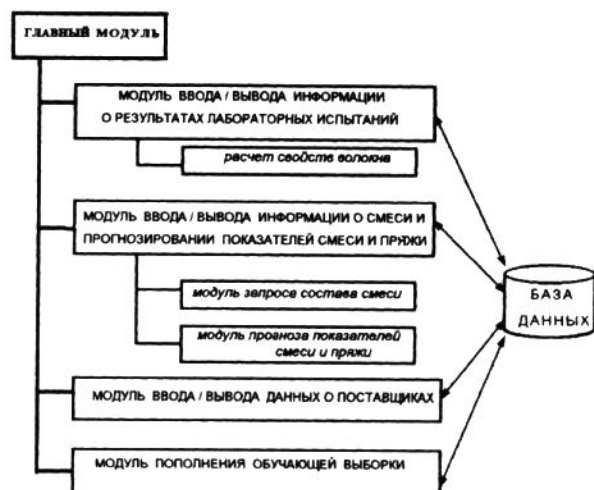 ГЛАВНЫЙ МОДУЛЬ
МОДУЛЬ ВВОДА / ВЫВОДА ИНФОРМАЦИИ
О РЕЗУЛЬТАТАХ ЛАБОРАТОРНЫХ ИСПЫТАНИЙ
расчет свойств волокна
МОДУЛЬ ВВОДА / ВЫВОДА ИНФОРМАЦИИ О СМЕСИ И
ПРОГНОЗИРОВАНИИ ПОКАЗАТЕЛЕЙ СМЕСИ И ПРЯЖИ
модуль запроса состава смеси
модуль прогноза показателей
смеси и пряжи
БАЗА
ДАННЫХ
МОДУЛЬ ВВОДА / ВЫВОДА ДАННЫХ О ПОСТАВЩИКАХ
МОДУЛЬ ПОПОЛНЕНИЯ ОБУЧАЮЩЕЙ ВЫБОРКИ